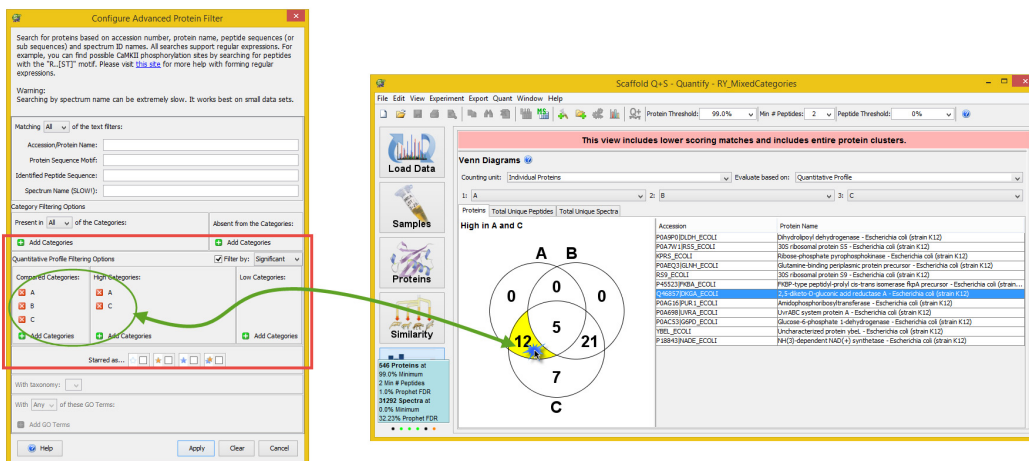 Configure Advanced Protein Filter
Search for proteins based on accession number, protein name, peptide sequences (or
sub sequences) and spectrum ID names. All searches support regular expressions. For
example, you can find possible CaMKII phosphorylation sites by searching for peptides
with the "R..[ST]" motif. Please visit this site for more help with forming regular
expressions.
Warning:
Searching by spectrum name can be extremely slow. It works best on small data sets.
Matching All of the text filters:
Accession/Protein Name:
Protein Sequence Motif:
Identified Peptide Sequence:
Spectrum Name (SLOW!):
Category Filtering Options
Present in All of the Categories: Absent from the Categories:
Add Categories Add Categories
Quantitative Profile Filtering Options Filter by: Significant
Compared Categories: High Categories: Low Categories:
A A
B C
C
Add Categories Add Categories Add Categories
Starred as...
With taxonomy:
With Any of these GO Terms:
Add GO Terms
Help Apply Clear Cancel
Scaffold Q+S - Quantify - RY_MixedCategories
File Edit View Experiment Export Quant Window Help
Protein Threshold: 99.0% Min # Peptides: 2 Peptide Threshold: 0%
This view includes lower scoring matches and includes entire protein clusters.
Load Data
Samples
Proteins
Similarity
546 Proteins at
99.0% Minimum
2 Min # Peptides
1.0% Prophet FDR
31292 Spectra at
0.0% Minimum
32.23% Prophet FDR
Venn Diagrams
Counting unit: Individual Proteins Evaluate based on: Quantitative Profile
1: A 2: B 3: C
Proteins Total Unique Peptides Total Unique Spectra
High in A and C
A B
0 0 0
5
12 21
7
C
Accession Protein Name
P0A9P0|DLDH_ECOLI Dihydrolipoyl dehydrogenase - Escherichia coli (strain K12)
P0A7W1|RS5_ECOLI 30S ribosomal protein S5 - Escherichia coli (strain K12)
KPRS_ECOLI Ribose-phosphate pyrophosphokinase - Escherichia coli (strain K12)
P0AEQ3|GLNH_ECOLI Glutamine-binding periplasmic protein precursor - Escherichia coli (strain K12)
RS9_ECOLI 30S ribosomal protein S9 - Escherichia coli (strain K12)
P45523|FKBA_ECOLI FKBP-type peptidyl-prolyl cis-trans isomerase fkpA precursor - Escherichia coli (strain...
Q46857|DKGA_ECOLI 2,5-diketo-D-gluconic acid reductase A - Escherichia coli (strain K12)
P0AG16|PUR1_ECOLI Amidophosphoribosyltransferase - Escherichia coli (strain K12)
P0A698|UVRA_ECOLI UvrABC system protein A - Escherichia coli (strain K12)
P0AC53|G6PD_ECOLI Glucose-6-phosphate 1-dehydrogenase - Escherichia coli (strain K12)
YBEL_ECOLI Uncharacterized protein ybeL - Escherichia coli (strain K12)
P18843|NADE_ECOLI NH(3)-dependent NAD(+) synthetase - Escherichia coli (strain K12)